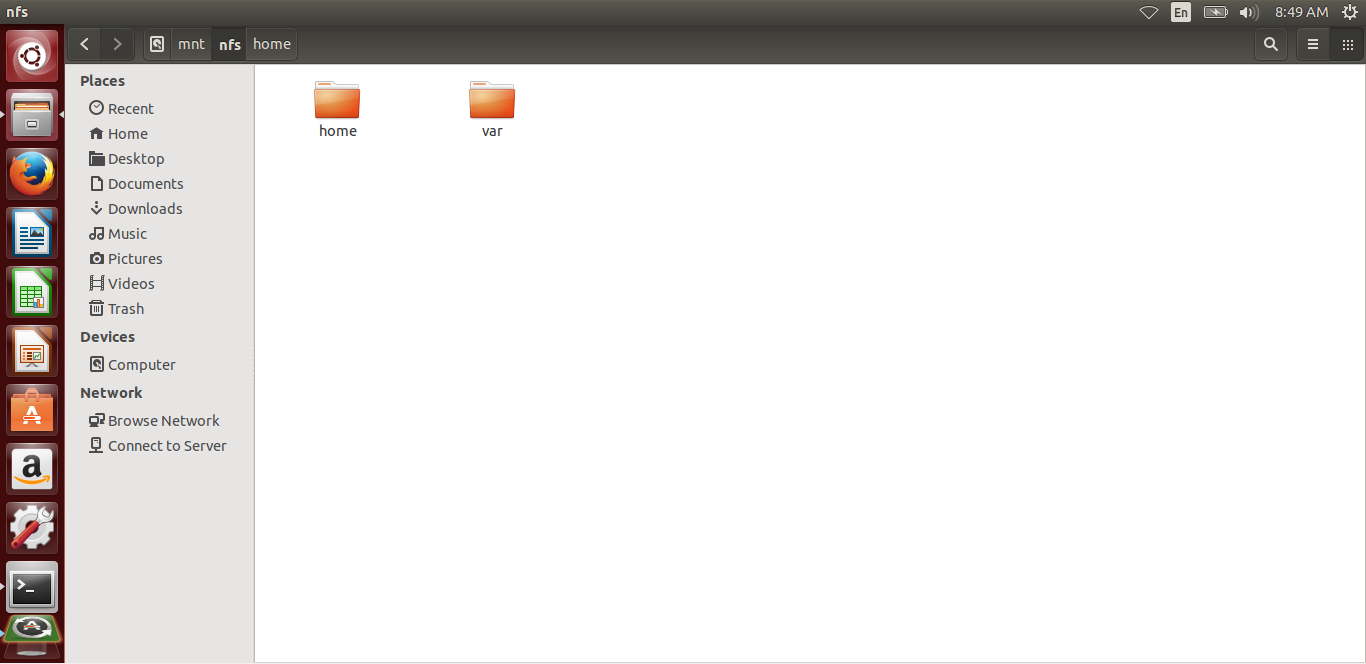 nfs
En
8:49 AM
mnt
nfs
home
Places
Recent
Home
Desktop
Documents
Downloads
Music
Pictures
Videos
Trash
Devices
Computer
Network
Browse Network
Connect to Server
home
var
a
>_